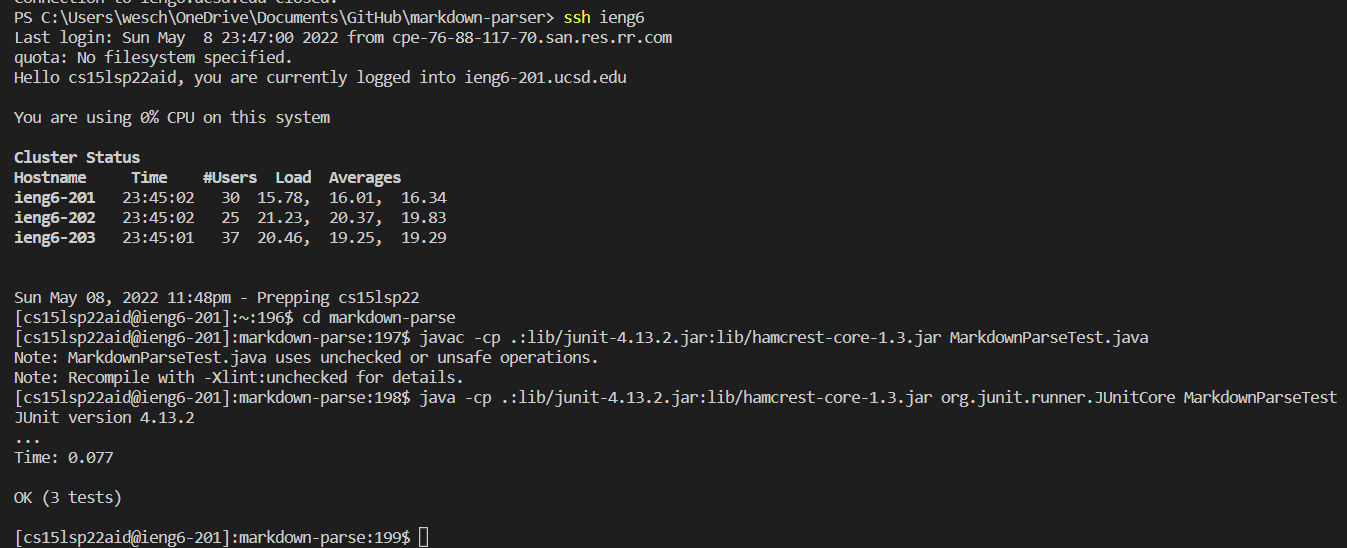 Connection to ieng6.ucsd.edu closed.
PS C:\Users\wesch\OneDrive\Documents\GitHub\markdown-parser> ssh ieng6
Last login: Sun May  8 23:47:00 2022 from cpe-76-88-117-70.san.res.rr.com
quota: No filesystem specified.
Hello cs15lsp22aid, you are currently logged into ieng6-201.ucsd.edu
You are using 0% CPU on this system
Cluster Status
Hostname     Time    #Users  Load  Averages
ieng6-201   23:45:02   30  15.78,  16.01,  16.34
ieng6-202   23:45:02   25  21.23,  20.37,  19.83
ieng6-203   23:45:01   37  20.46,  19.25,  19.29
Sun May 08, 2022 11:48pm - Prepping cs15lsp22
[cs15lsp22aid@ieng6-201]:~:196$ cd markdown-parse
[cs15lsp22aid@ieng6-201]:markdown-parse:197$ javac -cp .:lib/junit-4.13.2.jar:lib/hamcrest-core-1.3.jar MarkdownParseTest.java
Note: MarkdownParseTest.java uses unchecked or unsafe operations.
Note: Recompile with -Xlint:unchecked for details.
[cs15lsp22aid@ieng6-201]:markdown-parse:198$ java -cp .:lib/junit-4.13.2.jar:lib/hamcrest-core-1.3.jar org.junit.runner.JUnitCore MarkdownParseTest
JUnit version 4.13.2
...
Time: 0.077
OK (3 tests)
[cs15lsp22aid@ieng6-201]:markdown-parse:199$